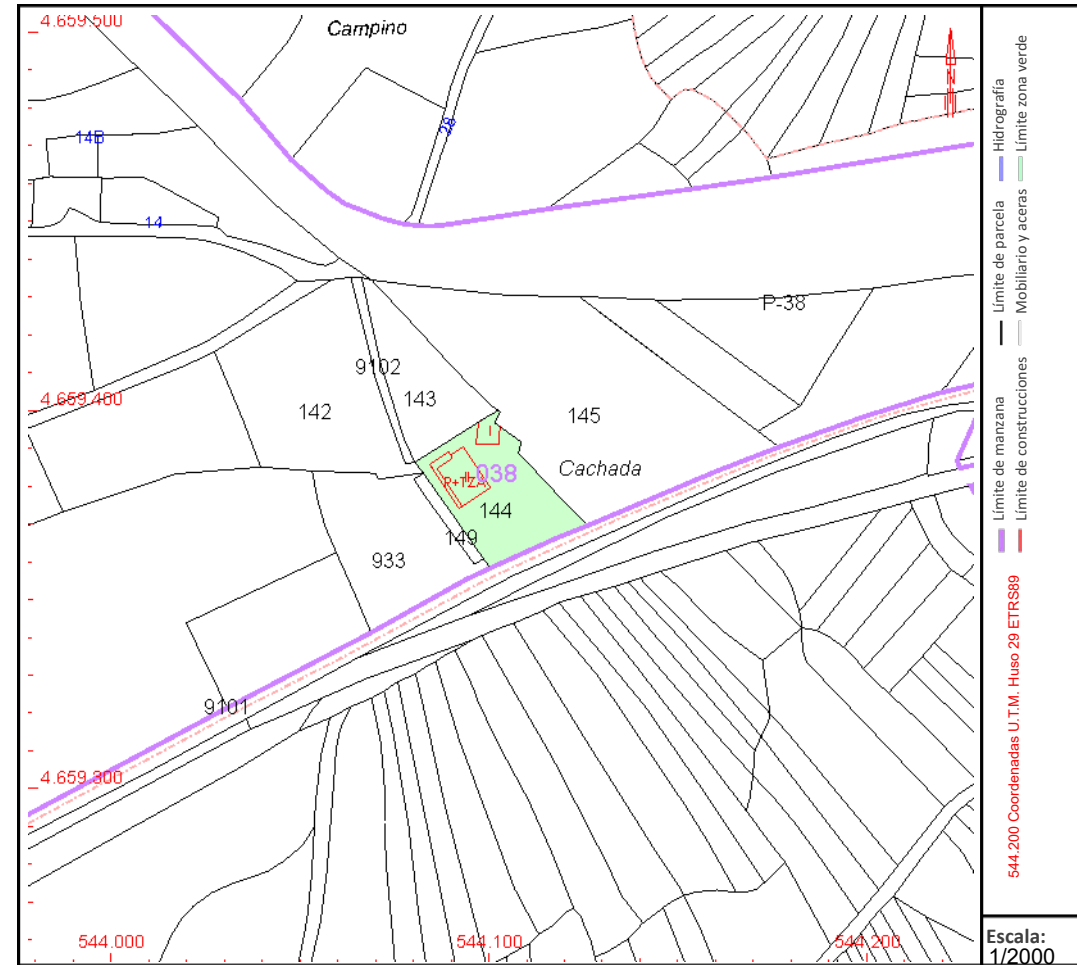 4.659.500
Campino
28
14B
14
P-38
9102
143
4.659.400
142
145
I
Cachada
038
P+TZA
144
149
933
9101
4.659.300
544.000
544.100
544.200
N
Hidrografía
Límite zona verde
Límite de parcela
Mobiliario y aceras
Límite de manzana
Límite de construcciones
544.200 Coordenadas U.T.M. Huso 29 ETRS89
Escala:
1/2000